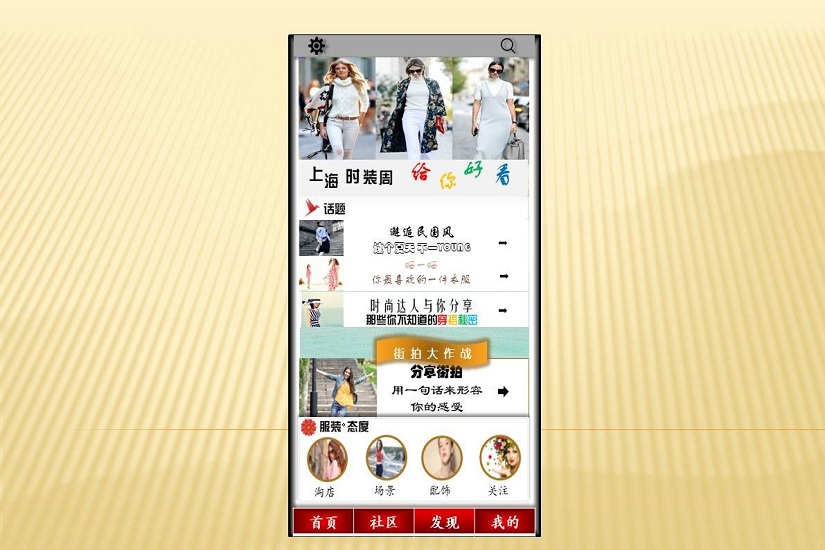 上海时装周 给你好看
话题
邂逅民国风
这个夏天不一YOUNG
晒一晒
你最喜欢的一件衣服
时尚达人与你分享
那些你不知道的穿搭秘密
街拍大作战
分享街拍
用一句话来形容
你的感受
服装°态度
淘店 场景 配饰 关注
首页 社区 发现 我的